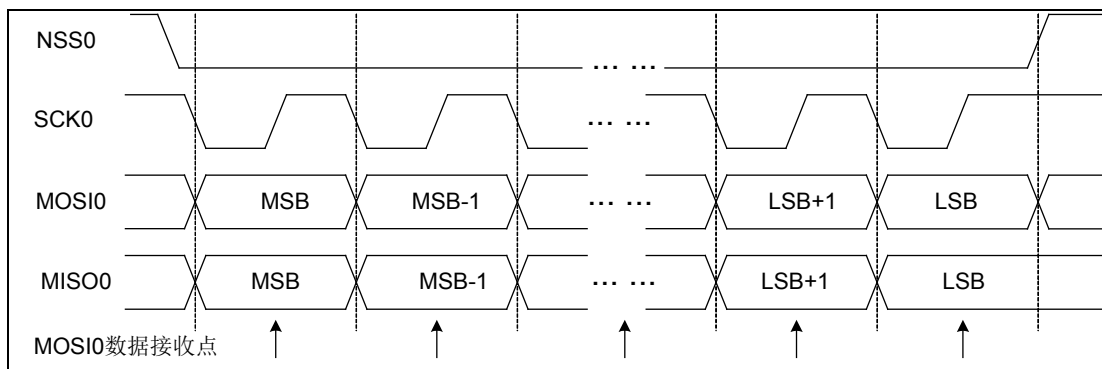 NSS0
... ...
SCK0
... ...
MOSI0 MSB MSB-1 ... ... LSB+1 LSB
MISO0 MSB MSB-1 ... ... LSB+1 LSB
MOSI0数据接收点